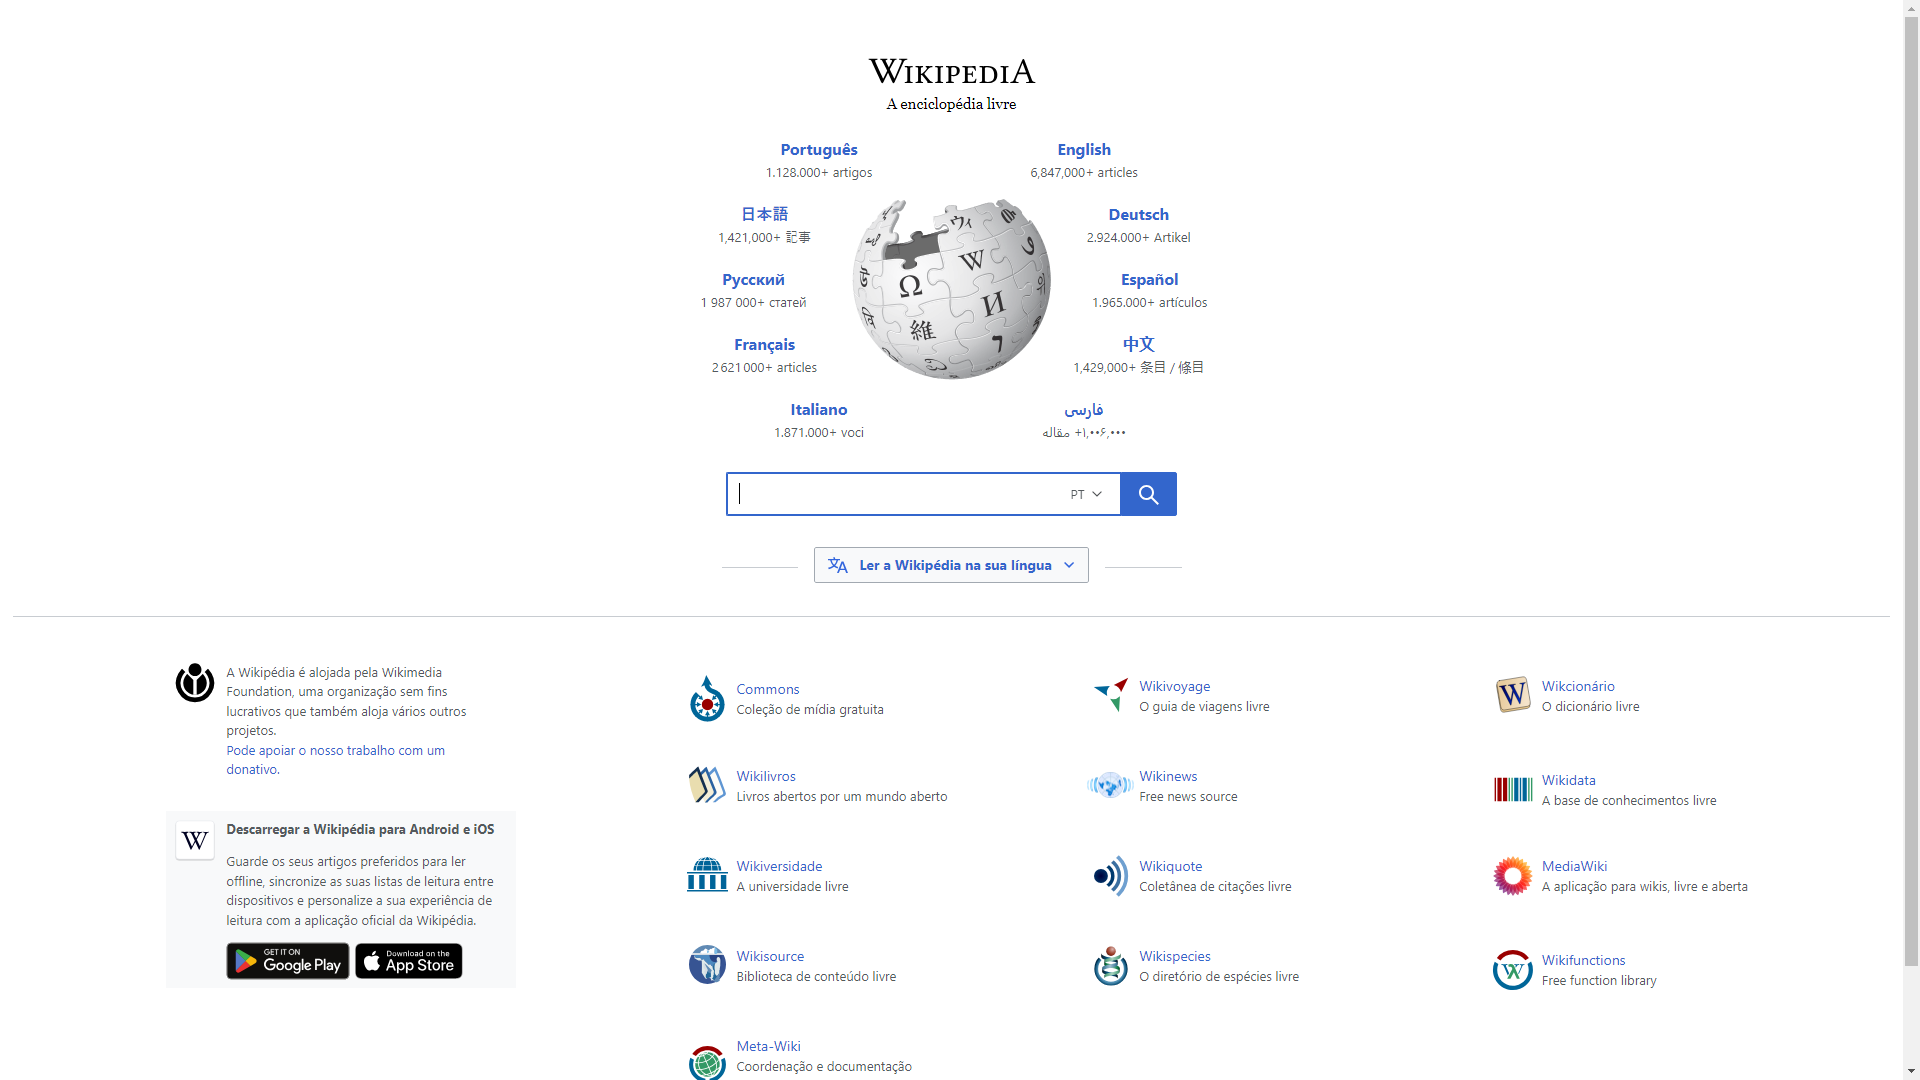 WIKIPEDIA
A enciclopédia livre
Português
1.128.000+ artigos
English
6,847,000+ articles
日本語
1,421,000+ 記事
Deutsch
2.924.000+ Artikel
Русский
1 987 000+ статей
Español
1.965.000+ artículos
Français
2 621 000+ articles
中文
1,429,000+ 条目 / 條目
Italiano
1.871.000+ voci
فارسی
۱٬۰۰۶٬۰۰۰+ مقاله
PT
Ler a Wikipédia na sua língua
A Wikipédia é alojada pela Wikimedia
Foundation, uma organização sem fins
lucrativos que também aloja vários outros
projetos.
Pode apoiar o nosso trabalho com um
donativo.
Descarregar a Wikipédia para Android e iOS
Guarde os seus artigos preferidos para ler
offline, sincronize as suas listas de leitura entre
dispositivos e personalize a sua experiência de
leitura com a aplicação oficial da Wikipédia.
GET IT ON
Google Play
Download on the
App Store
Commons
Coleção de mídia gratuita
Wikivoyage
O guia de viagens livre
Wikcionário
O dicionário livre
Wikilivros
Livros abertos por um mundo aberto
Wikinews
Free news source
Wikidata
A base de conhecimentos livre
Wikiversidade
A universidade livre
Wikiquote
Coletânea de citações livre
MediaWiki
A aplicação para wikis, livre e aberta
Wikisource
Biblioteca de conteúdo livre
Wikispecies
O diretório de espécies livre
Wikifunctions
Free function library
Meta-Wiki
Coordenação e documentação